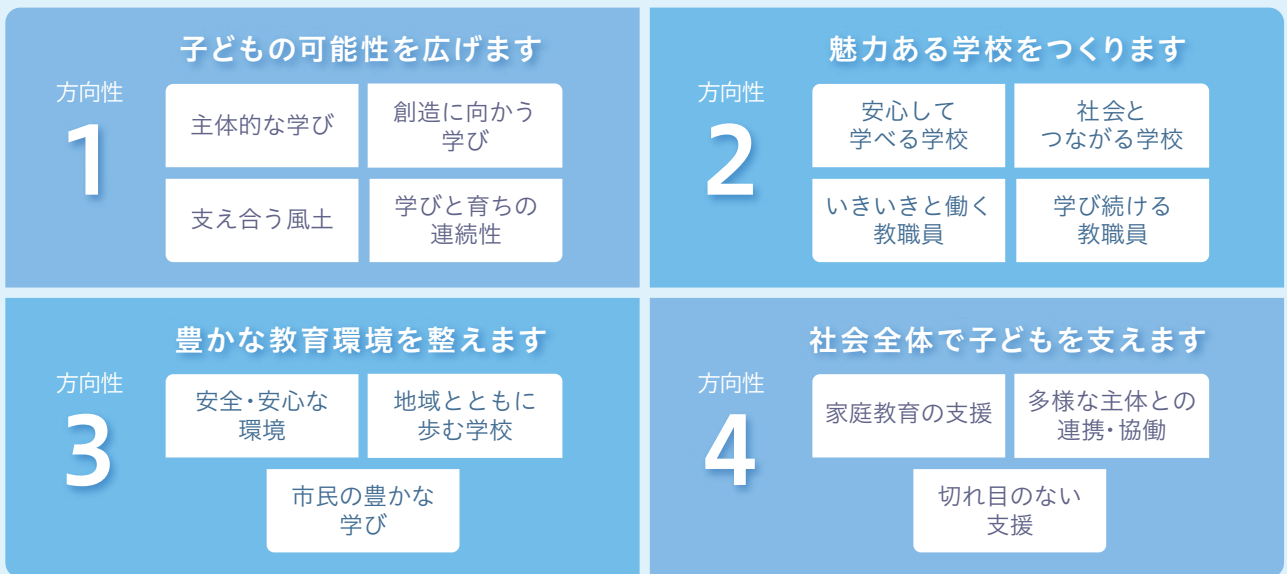 子どもの可能性を広げます
方向性
1
主体的な学び
創造に向かう
学び
支え合う風土
学びと育ちの
連続性
魅力ある学校をつくります
方向性
2
安心して
学べる学校
社会と
つながる学校
いきいきと働く
教職員
学び続ける
教職員
豊かな教育環境を整えます
方向性
3
安全・安心な
環境
地域とともに
歩む学校
市民の豊かな
学び
社会全体で子どもを支えます
方向性
4
家庭教育の支援
多様な主体との
連携・協働
切れ目のない
支援